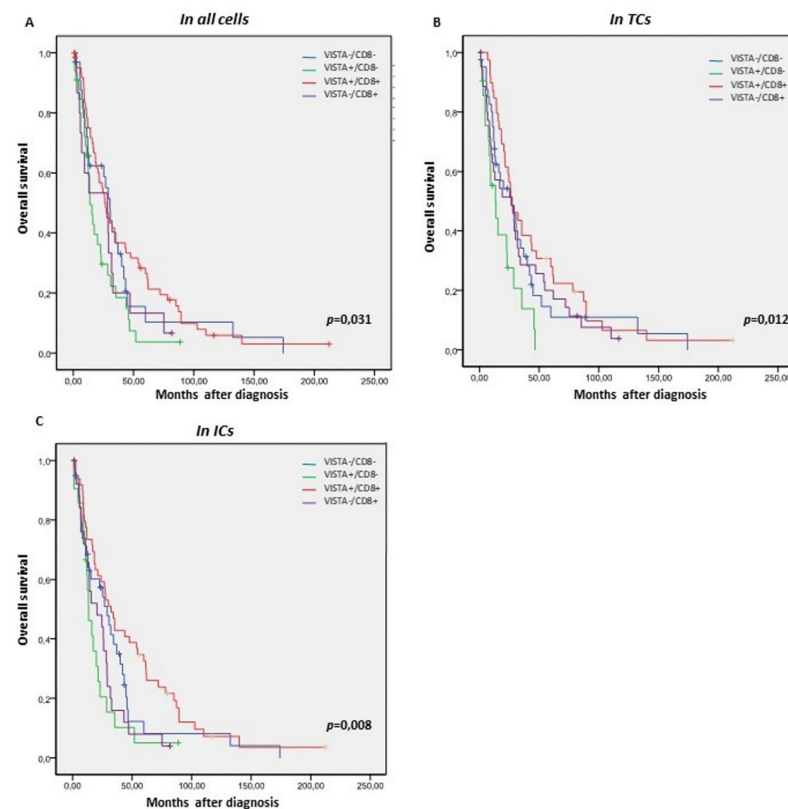 A
In all cells
VISTA-/CD8-
VISTA+/CD8-
VISTA+/CD8+
VISTA-/CD8+
Overall survival
1,0
0,8
0,6
0,4
0,2
0,0
p=0,031
0,00 50,00 100,00 150,00 200,00 250,00
Months after diagnosis
B
In TCs
VISTA-/CD8-
VISTA+/CD8-
VISTA+/CD8+
VISTA-/CD8+
Overall survival
1,0
0,8
0,6
0,4
0,2
0,0
p=0,012
0,00 50,00 100,00 150,00 200,00 250,00
Months after diagnosis
C
In ICs
VISTA-/CD8-
VISTA+/CD8-
VISTA+/CD8+
VISTA-/CD8+
Overall survival
1,0
0,8
0,6
0,4
0,2
0,0
p=0,008
0,00 50,00 100,00 150,00 200,00 250,00
Months after diagnosis